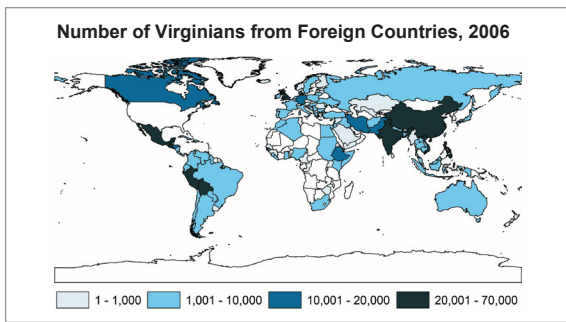 Number of Virginians from Foreign Countries, 2006
1 - 1,000 1,001 - 10,000 10,001 - 20,000 20,001 - 70,000